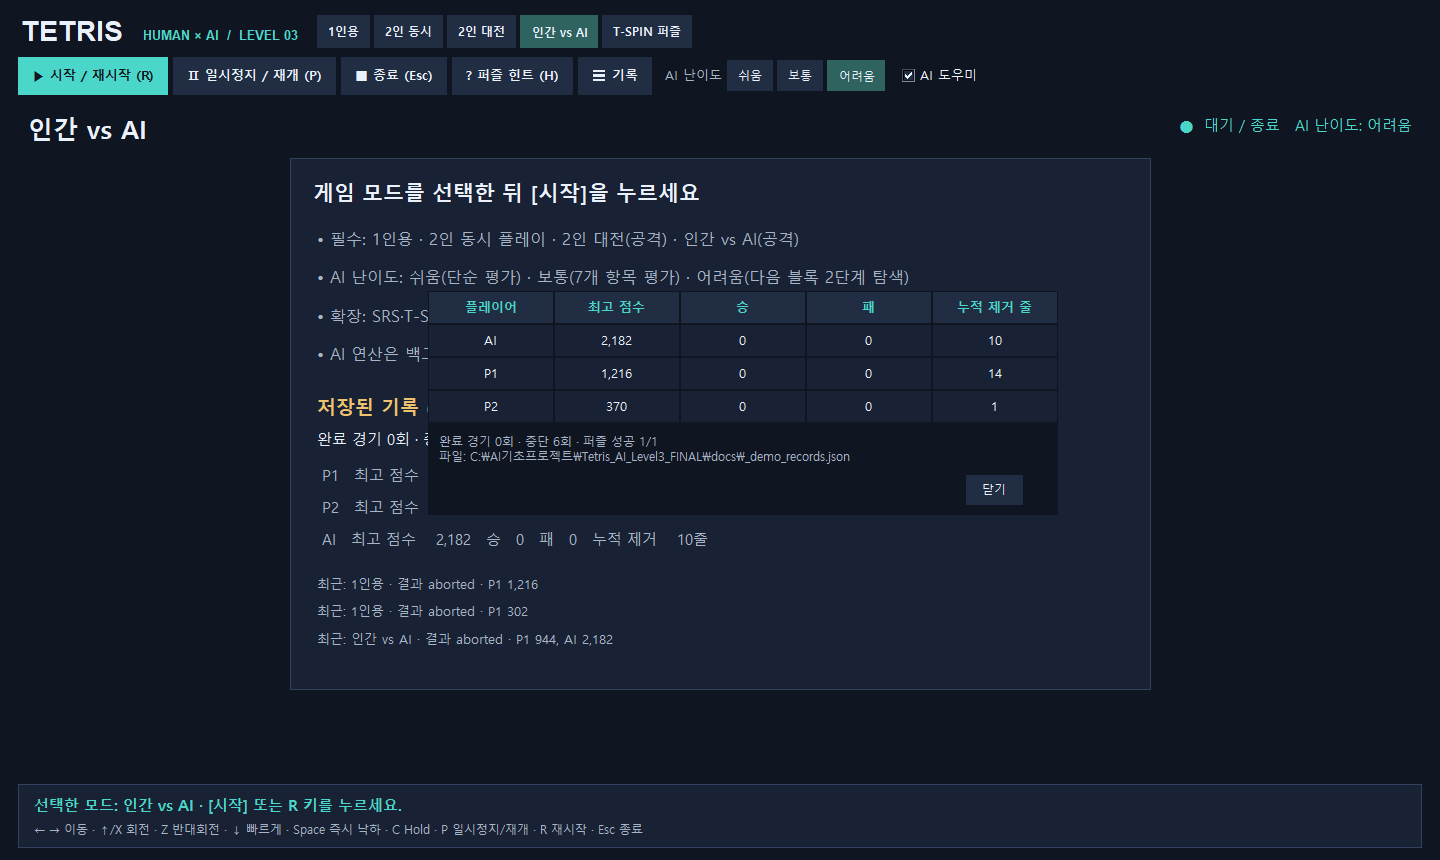 TETRIS HUMAN × AI / LEVEL 03 1인용 2인 동시 2인 대전 인간 vs AI T-SPIN 퍼즐
▶ 시작 / 재시작 (R) Ⅱ 일시정지 / 재개 (P) ■ 종료 (Esc) ? 퍼즐 힌트 (H) ☰ 기록 AI 난이도 쉬움 보통 어려움 AI 도우미
인간 vs AI
● 대기 / 종료 AI 난이도: 어려움
게임 모드를 선택한 뒤 [시작]을 누르세요
• 필수: 1인용 · 2인 동시 플레이 · 2인 대전(공격) · 인간 vs AI(공격)
• AI 난이도: 쉬움(단순 평가) · 보통(7개 항목 평가) · 어려움(다음 블록 2단계 탐색)
• 확장: SRS·T-S
• AI 연산은
저장된 기록
완료 경기 0회 ·
P1 최고 점수
P2 최고 점수
AI 최고 점수 2,182 승 0 패 0 누적 제거 10줄
최근: 1인용 · 결과 aborted · P1 1,216
최근: 1인용 · 결과 aborted · P1 302
최근: 인간 vs AI · 결과 aborted · P1 944, AI 2,182
플레이어 최고 점수 승 패 누적 제거 줄
AI 2,182 0 0 10
P1 1,216 0 0 14
P2 370 0 0 1
완료 경기 0회 · 중단 6회 · 퍼즐 성공 1/1
파일: C:₩AI기초프로젝트₩Tetris_AI_Level3_FINAL₩docs₩_demo_records.json
닫기
선택한 모드: 인간 vs AI · [시작] 또는 R 키를 누르세요.
← → 이동 · ↑/X 회전 · Z 반대회전 · ↓ 빠르게 · Space 즉시 낙하 · C Hold · P 일시정지/재개 · R 재시작 · Esc 종료